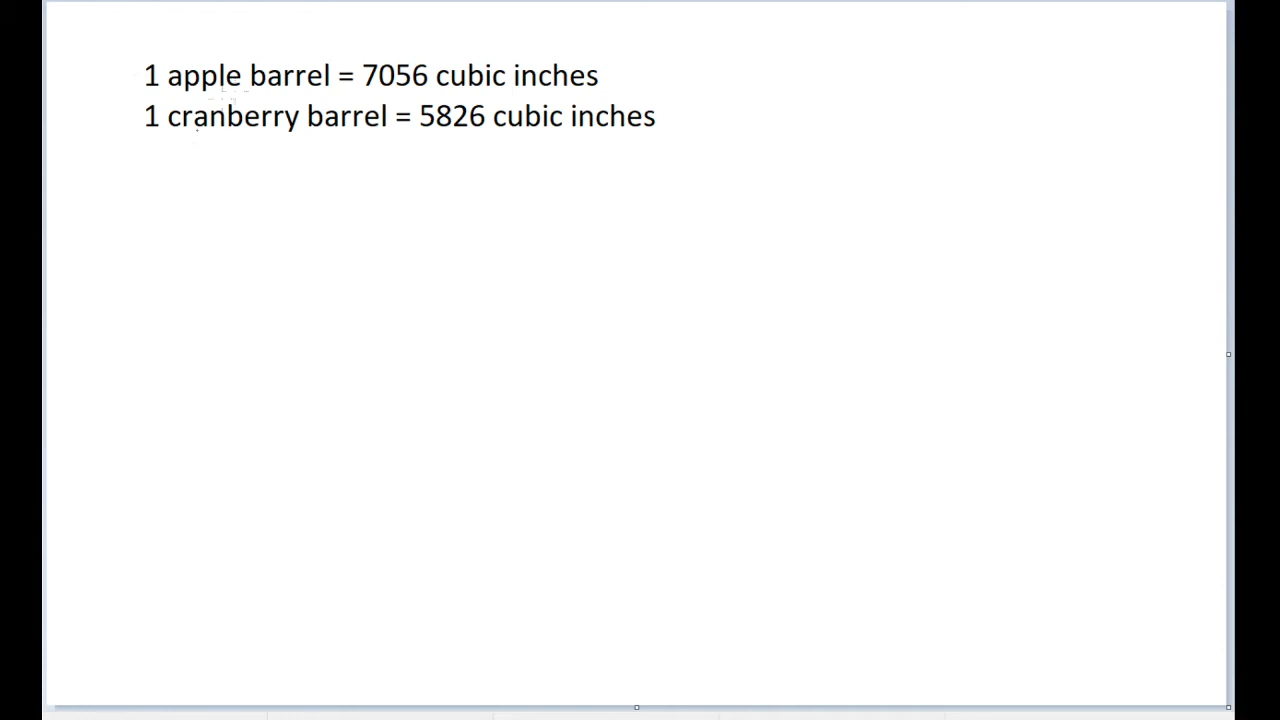 1 apple barrel = 7056 cubic inches
1 cranberry barrel = 5826 cubic inches